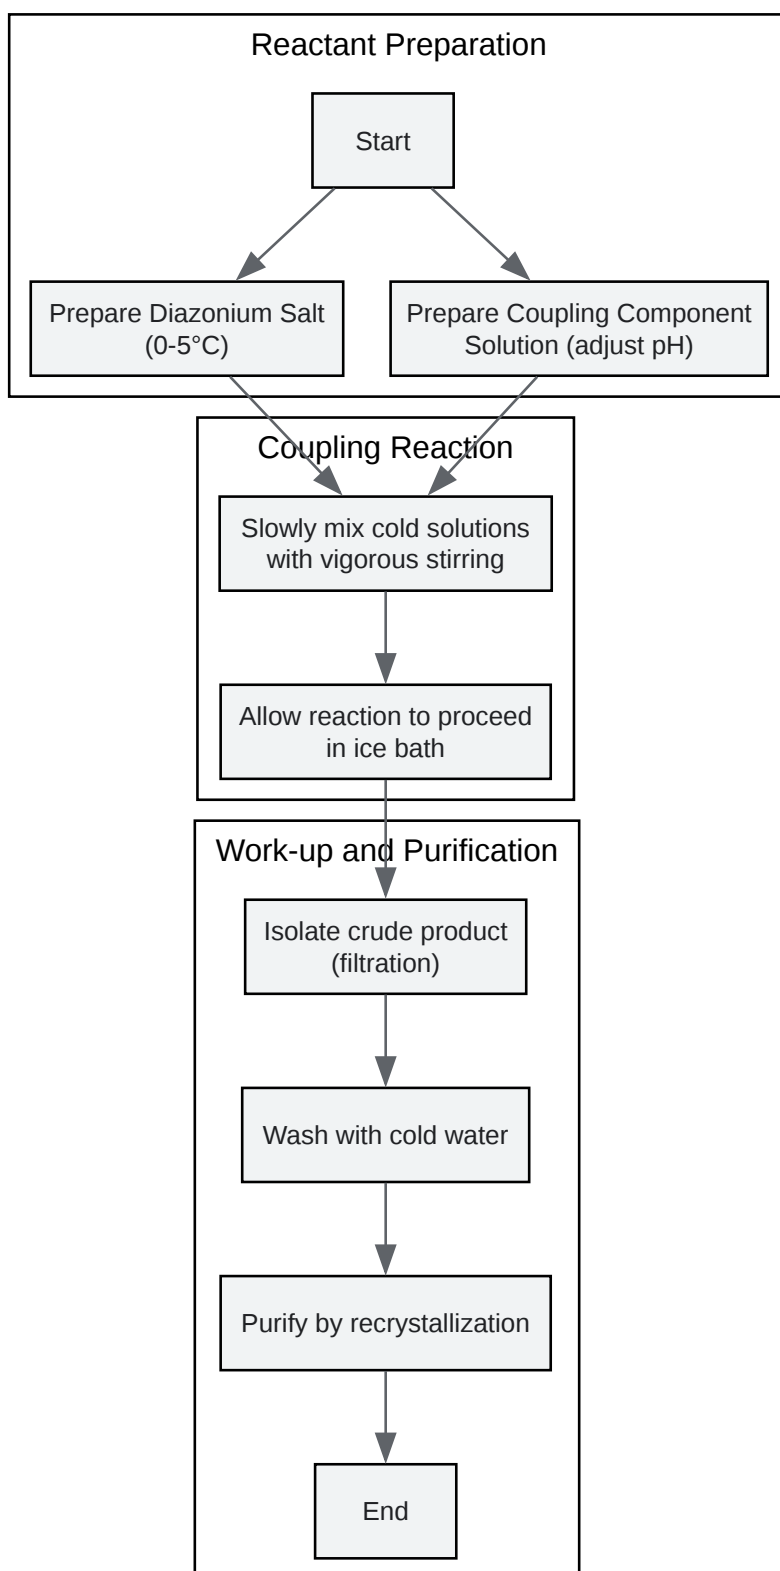 Reactant Preparation
Start
Prepare Diazonium Salt
(0-5°C)
Prepare Coupling Component
Solution (adjust pH)
Coupling Reaction
Slowly mix cold solutions
with vigorous stirring
Allow reaction to proceed
in ice bath
Work-up and Purification
Isolate crude product
(filtration)
Wash with cold water
Purify by recrystallization
End